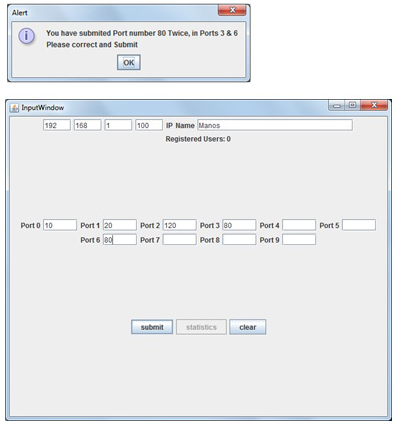 Alert
You have submited Port number 80 Twice, in Ports 3 & 6
Please correct and Submit
OK
InputWindow
192 168 1 100 IP Name Manos
Registered Users: 0
Port 0 10 Port 1 20 Port 2 120 Port 3 80 Port 4 Port 5
Port 6 80 Port 7 Port 8 Port 9
submit statistics clear